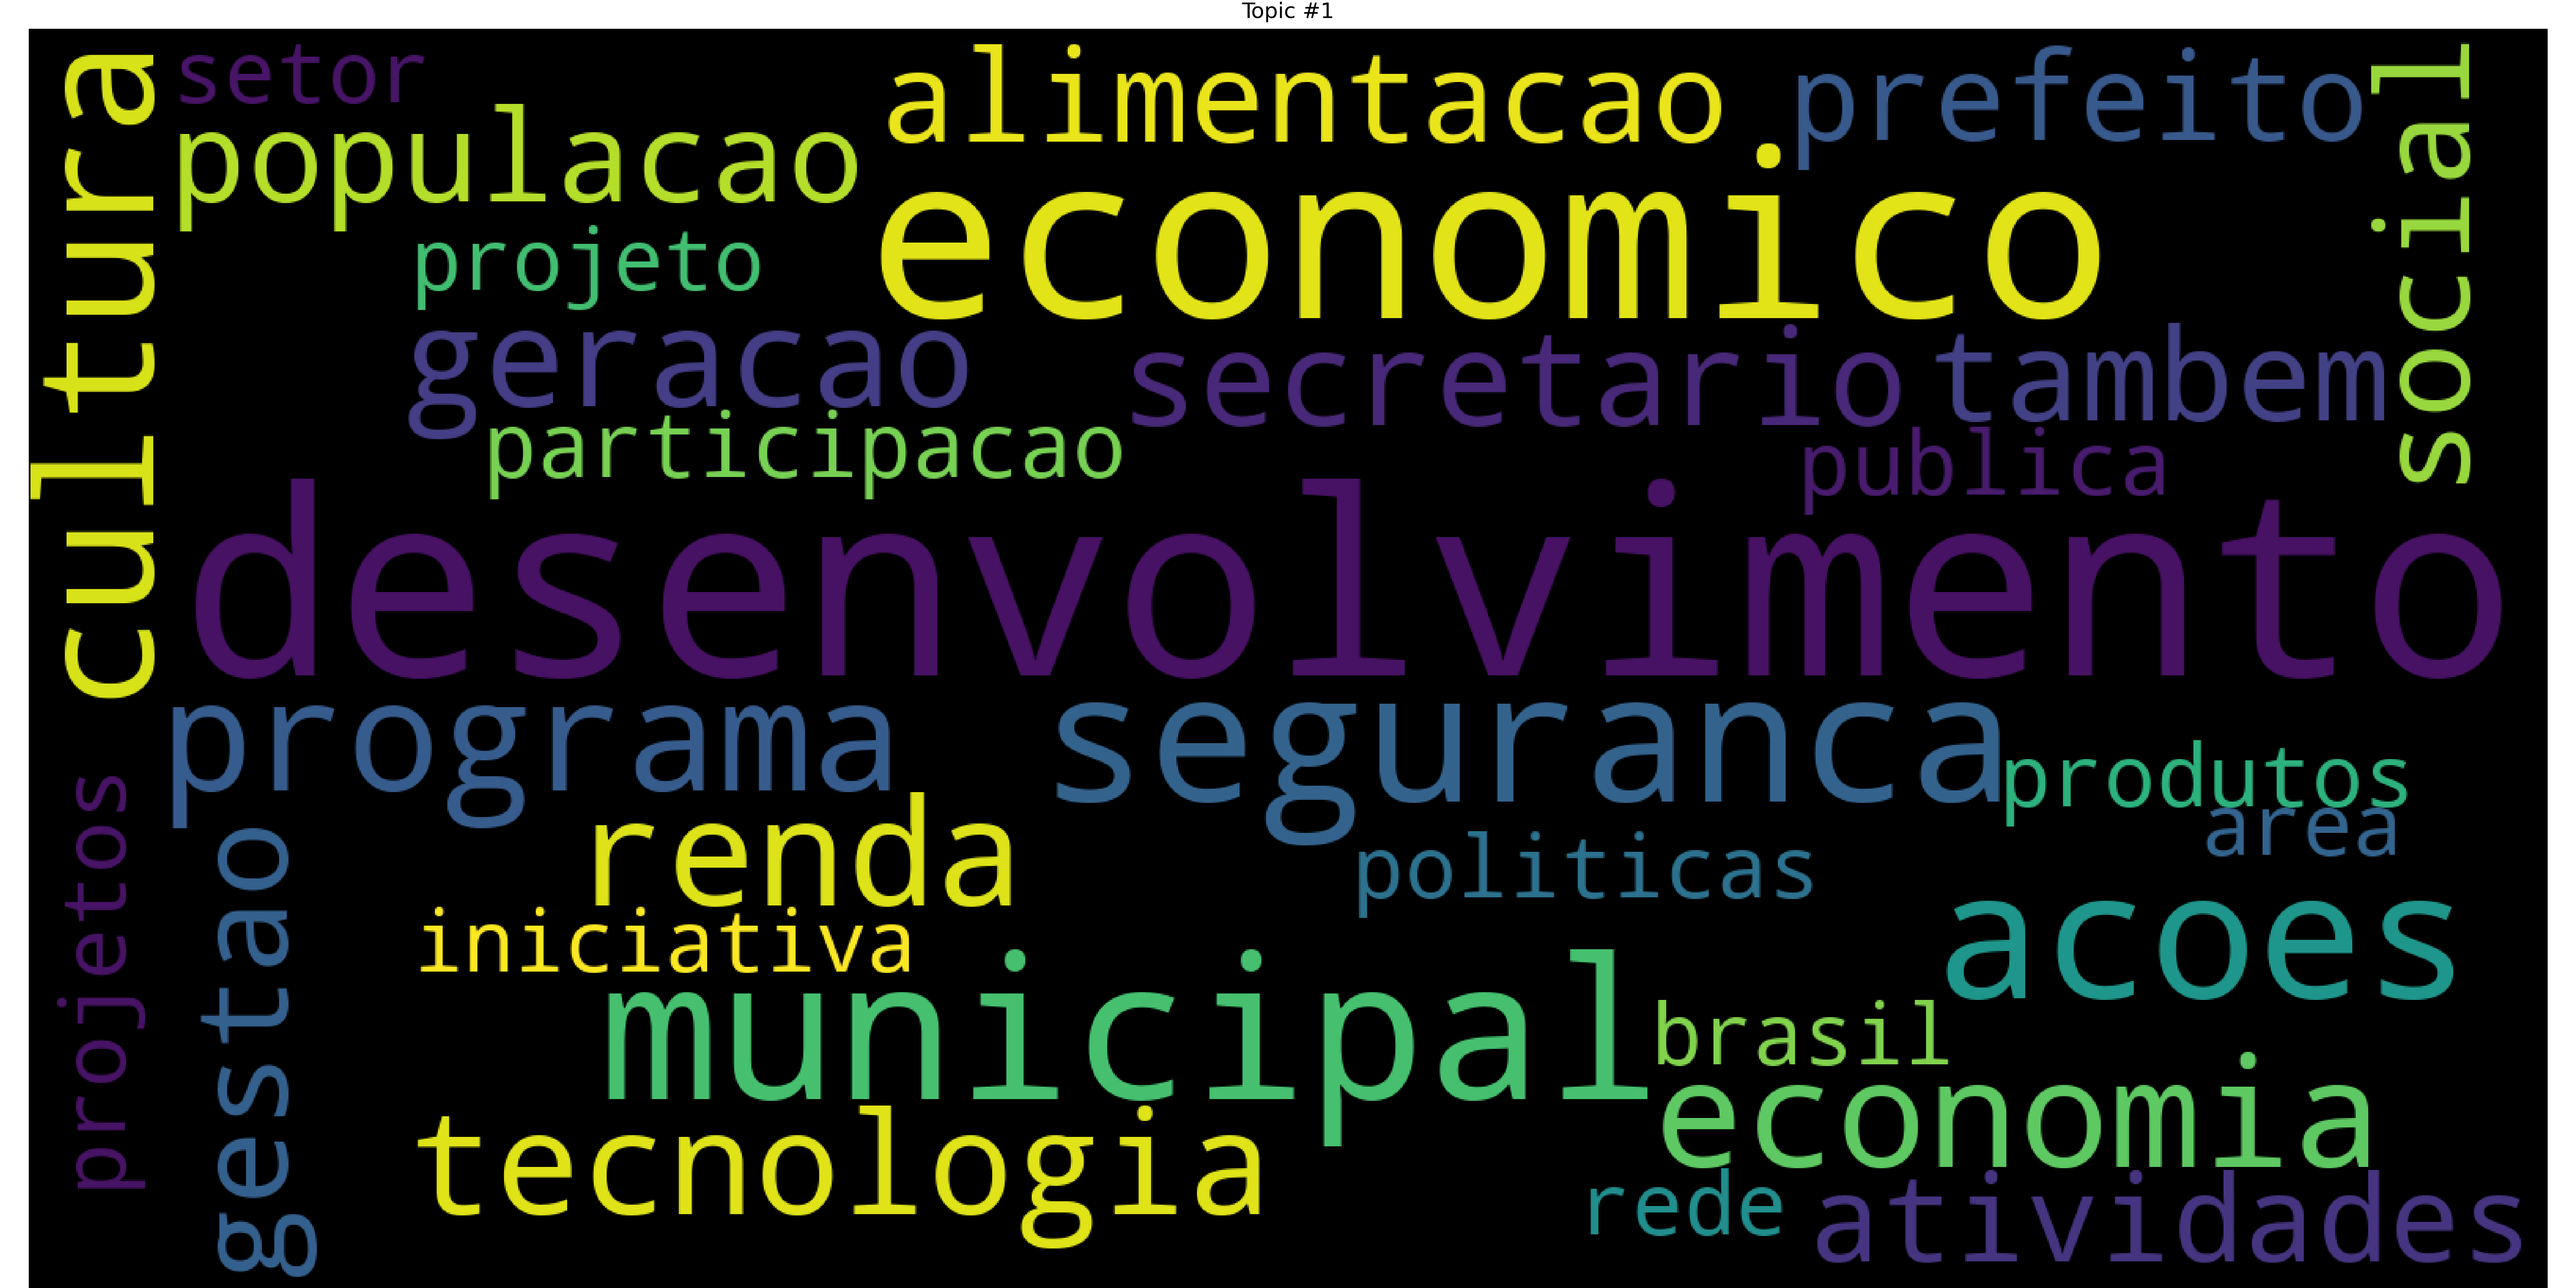 Topic #1
cultura
setor
alimentacao
prefeito
social
populacao
economico
projeto
geracao
secretario
tambem
participacao
publica
desenvolvimento
programa
seguranca
produtos
area
projetos
gestao
renda
politicas
iniciativa
acoes
municipal
brasil
economia
tecnologia
rede
atividades